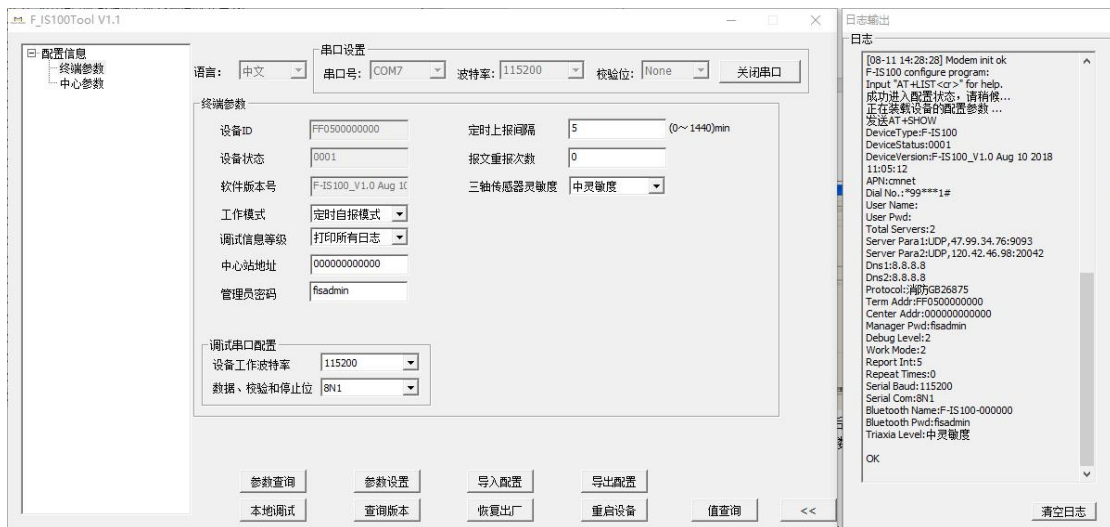 F_IS100Tool V1.1
配置信息
终端参数
中心参数
语言： 中文
串口设置
串口号： COM7 波特率： 115200 校验位： None 关闭串口
终端参数
设备ID FF0500000000 定时上报间隔 5 (0～1440)min
设备状态 0001 报文重报次数 0
软件版本号 F-IS100_V1.0 Aug 10 三轴传感器灵敏度 中灵敏度
工作模式 定时自报模式
调试信息等级 打印所有日志
中心站地址 000000000000
管理员密码 fisadmin
调试串口配置
设备工作波特率 115200
数据、校验和停止位 8N1
参数查询 参数设置 导入配置 导出配置
本地调试 查询版本 恢复出厂 重启设备 值查询 <<
日志输出
日志
[08-11 14:28:28] Modem init ok
F-IS100 configure program:
Input "AT+LIST<cr>" for help.
成功进入配置状态，请稍候...
正在装载设备的配置参数 ...
发送AT+SHOW
DeviceType:F-IS100
DeviceStatus:0001
DeviceVersion:F-IS100_V1.0 Aug 10 2018
11:05:12
APN:cmnet
Dial No.:*99***1#
User Name:
User Pwd:
Total Servers:2
Server Para1:UDP,47.99.34.76:9093
Server Para2:UDP,120.42.46.98:20042
Dns1:8.8.8.8
Dns2:8.8.8.8
Protocol:消防GB26875
Term Addr:FF0500000000
Center Addr:000000000000
Manager Pwd:fisadmin
Debug Level:2
Work Mode:2
Report Int:5
Repeat Times:0
Serial Baud:115200
Serial Com:8N1
Bluetooth Name:F-IS100-000000
Bluetooth Pwd:fisadmin
Triaxia Level:中灵敏度
OK
清空日志